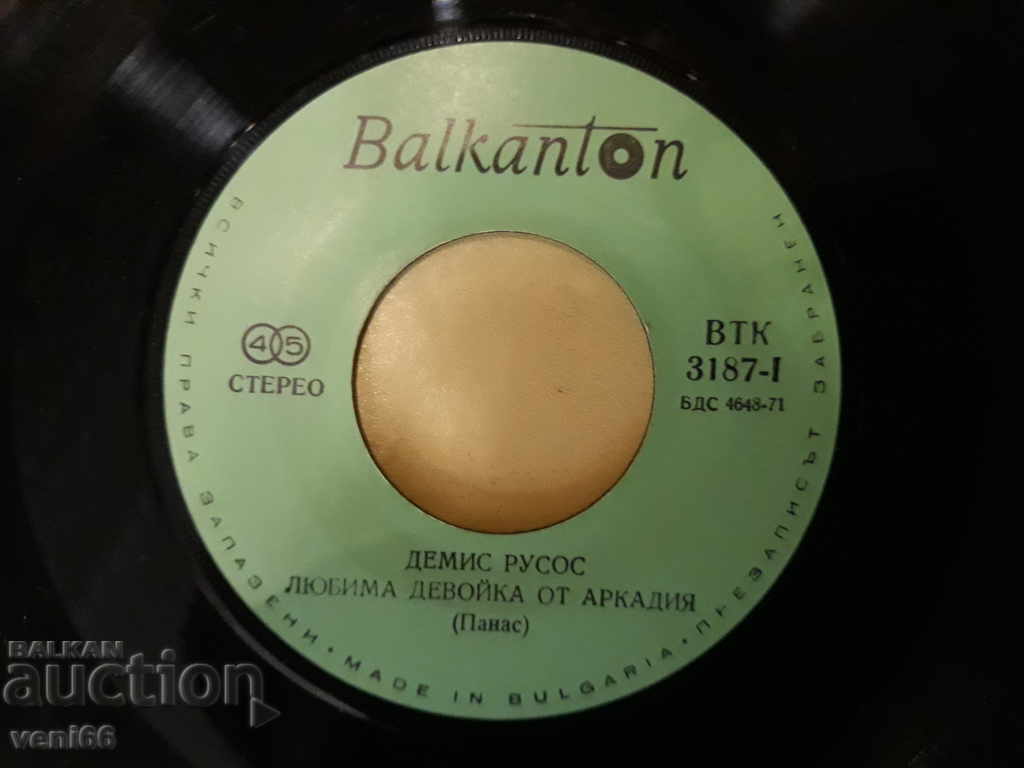 Balkanton
45
СТЕРЕО
ВТК
3187-I
БДС 4648-71
ДЕМИС РУСОС
ЛЮБИМА ДЕВОЙКА ОТ АРКАДИЯ
(Панас)
ВСИЧКИ ПРАВА ЗАПАЗЕНИ · MADE IN BULGARIA · ПРЕЗАПИСЪТ ЗАБРАНЕН
BALKAN
auction
veni66